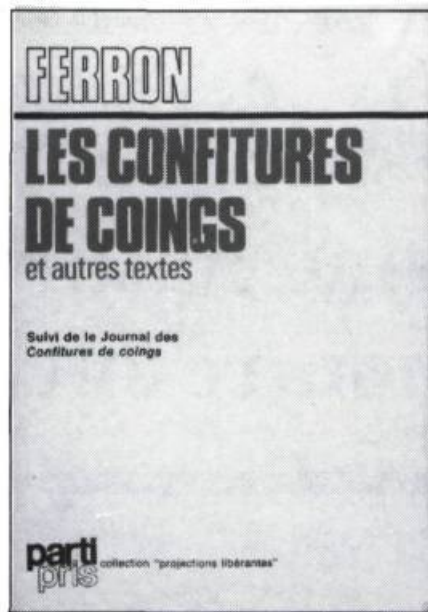 FERRON
LES CONFITURES
DE COINGS
et autres textes
Suivi de le Journal des
Confitures de coings
parti
pris collection "projections libérantes"